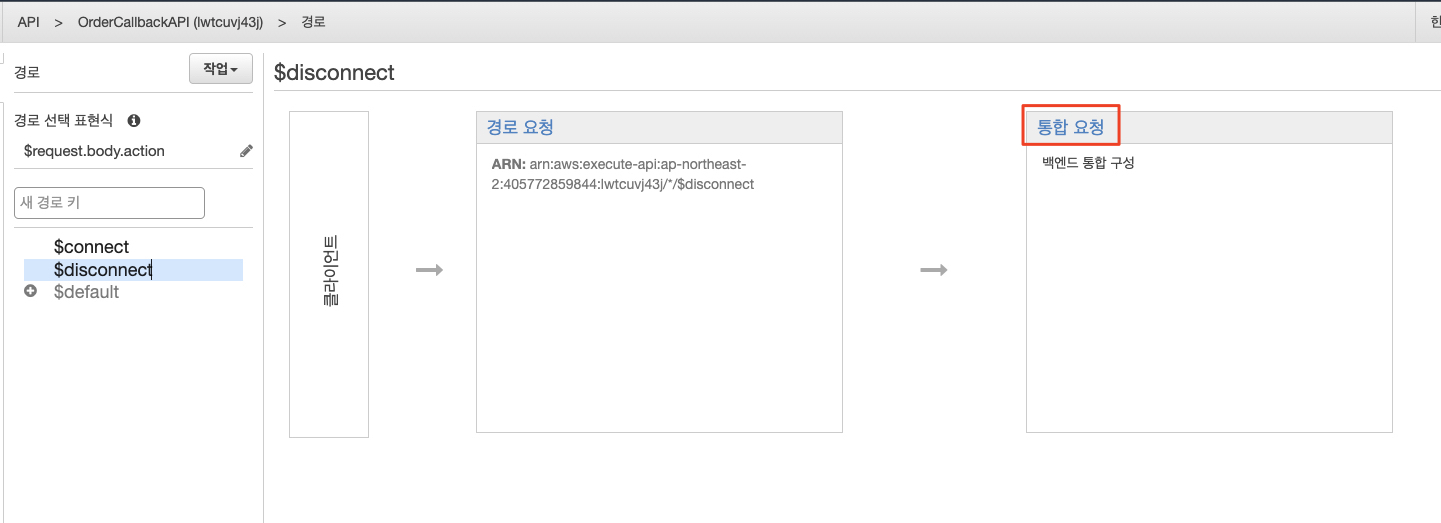 API > OrderCallbackAPI (lwtcuvj43j) > 경로
한
경로
작업
경로 선택 표현식
$request.body.action
새 경로 키
$connect
$disconnect
$default
$disconnect
클라이언트
경로 요청
ARN: arn:aws:execute-api:ap-northeast-
2:405772859844:lwtcuvj43j/*/$disconnect
통합 요청
백엔드 통합 구성